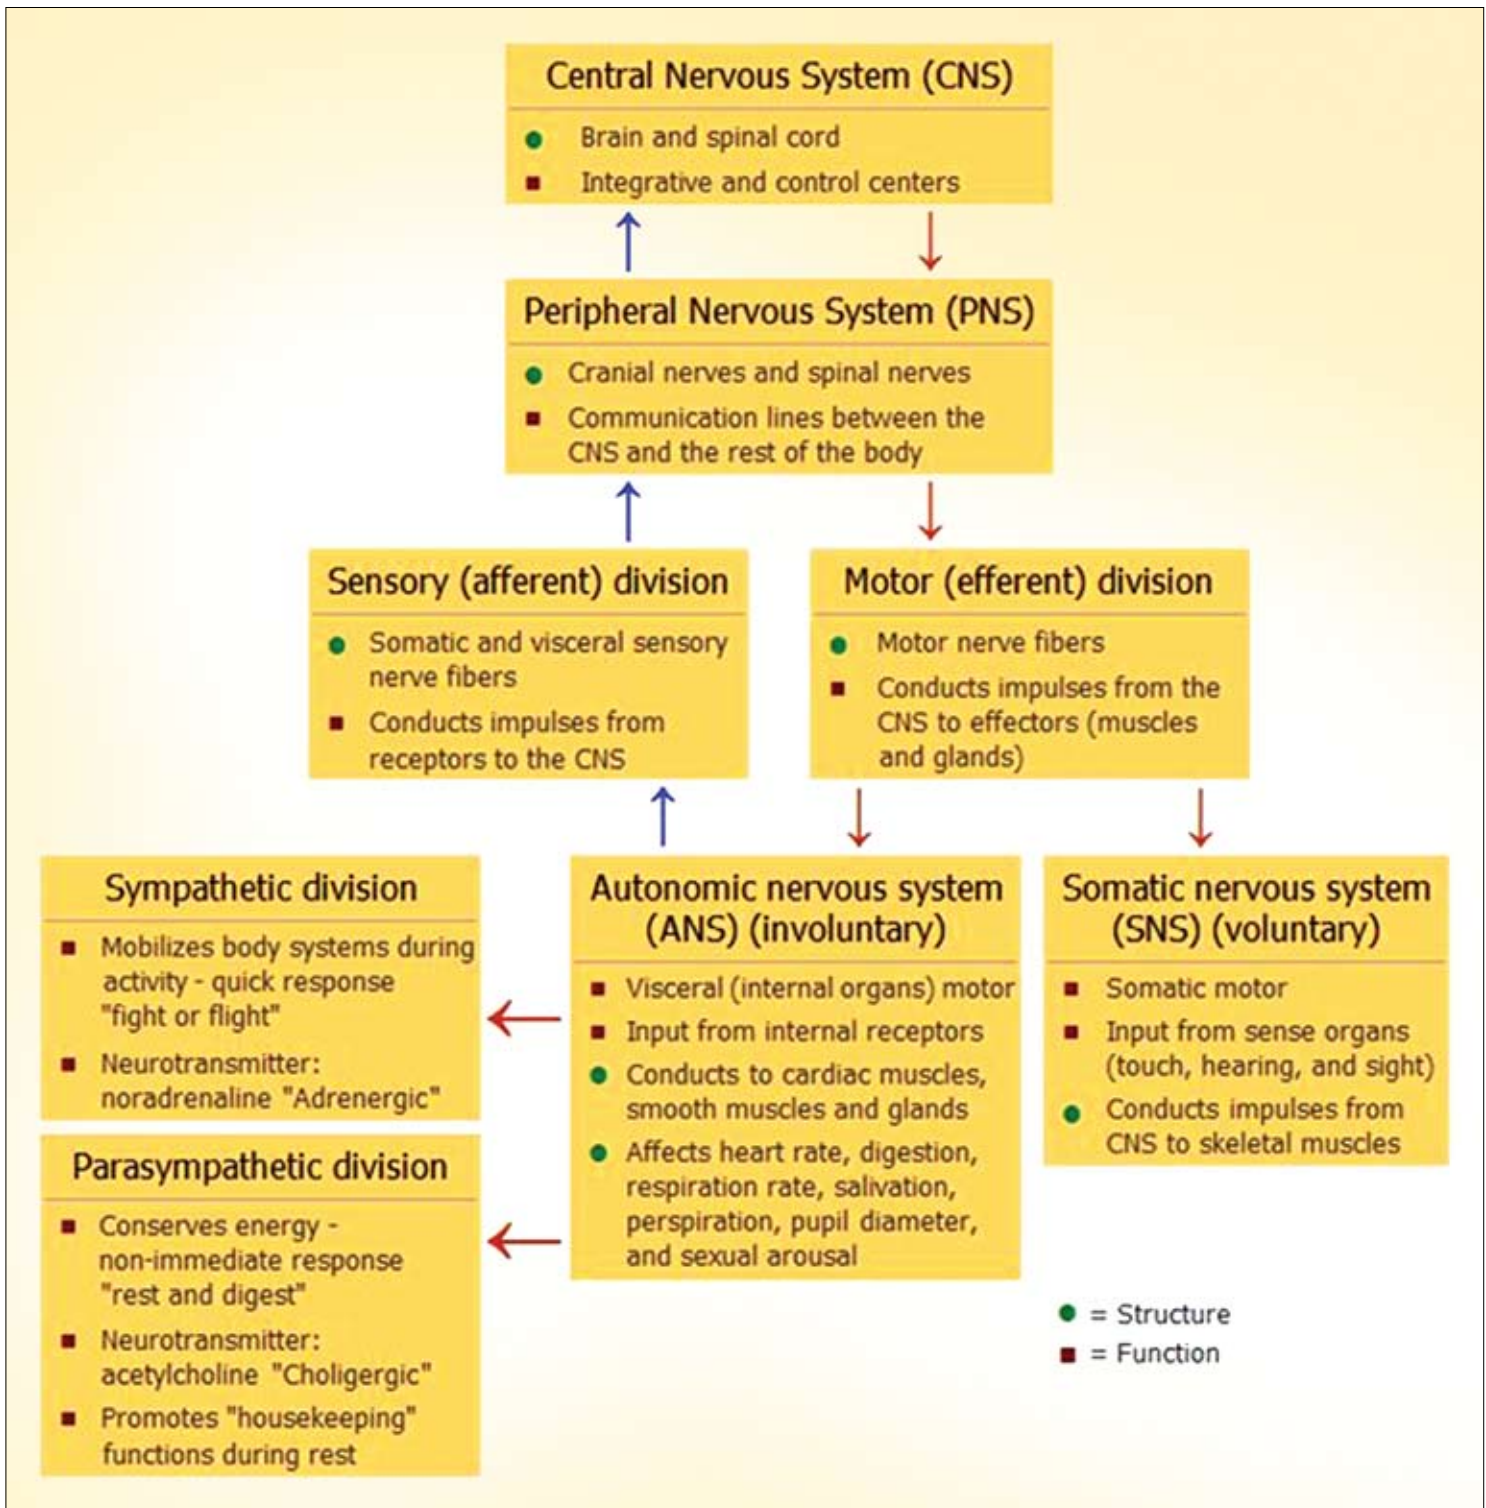 Central Nervous System (CNS)
Brain and spinal cord
Integrative and control centers
Peripheral Nervous System (PNS)
Cranial nerves and spinal nerves
Communication lines between the
CNS and the rest of the body
Sensory (afferent) division
Somatic and visceral sensory
nerve fibers
Conducts impulses from
receptors to the CNS
Motor (efferent) division
Motor nerve fibers
Conducts impulses from the
CNS to effectors (muscles
and glands)
Sympathetic division
Mobilizes body systems during
activity - quick response
"fight or flight"
Neurotransmitter:
noradrenaline "Adrenergic"
Parasympathetic division
Conserves energy -
non-immediate response
"rest and digest"
Neurotransmitter:
acetylcholine "Choligergic"
Promotes "housekeeping"
functions during rest
Autonomic nervous system
(ANS) (involuntary)
Visceral (internal organs) motor
Input from internal receptors
Conducts to cardiac muscles,
smooth muscles and glands
Affects heart rate, digestion,
respiration rate, salivation,
perspiration, pupil diameter,
and sexual arousal
Somatic nervous system
(SNS) (voluntary)
Somatic motor
Input from sense organs
(touch, hearing, and sight)
Conducts impulses from
CNS to skeletal muscles
= Structure
= Function